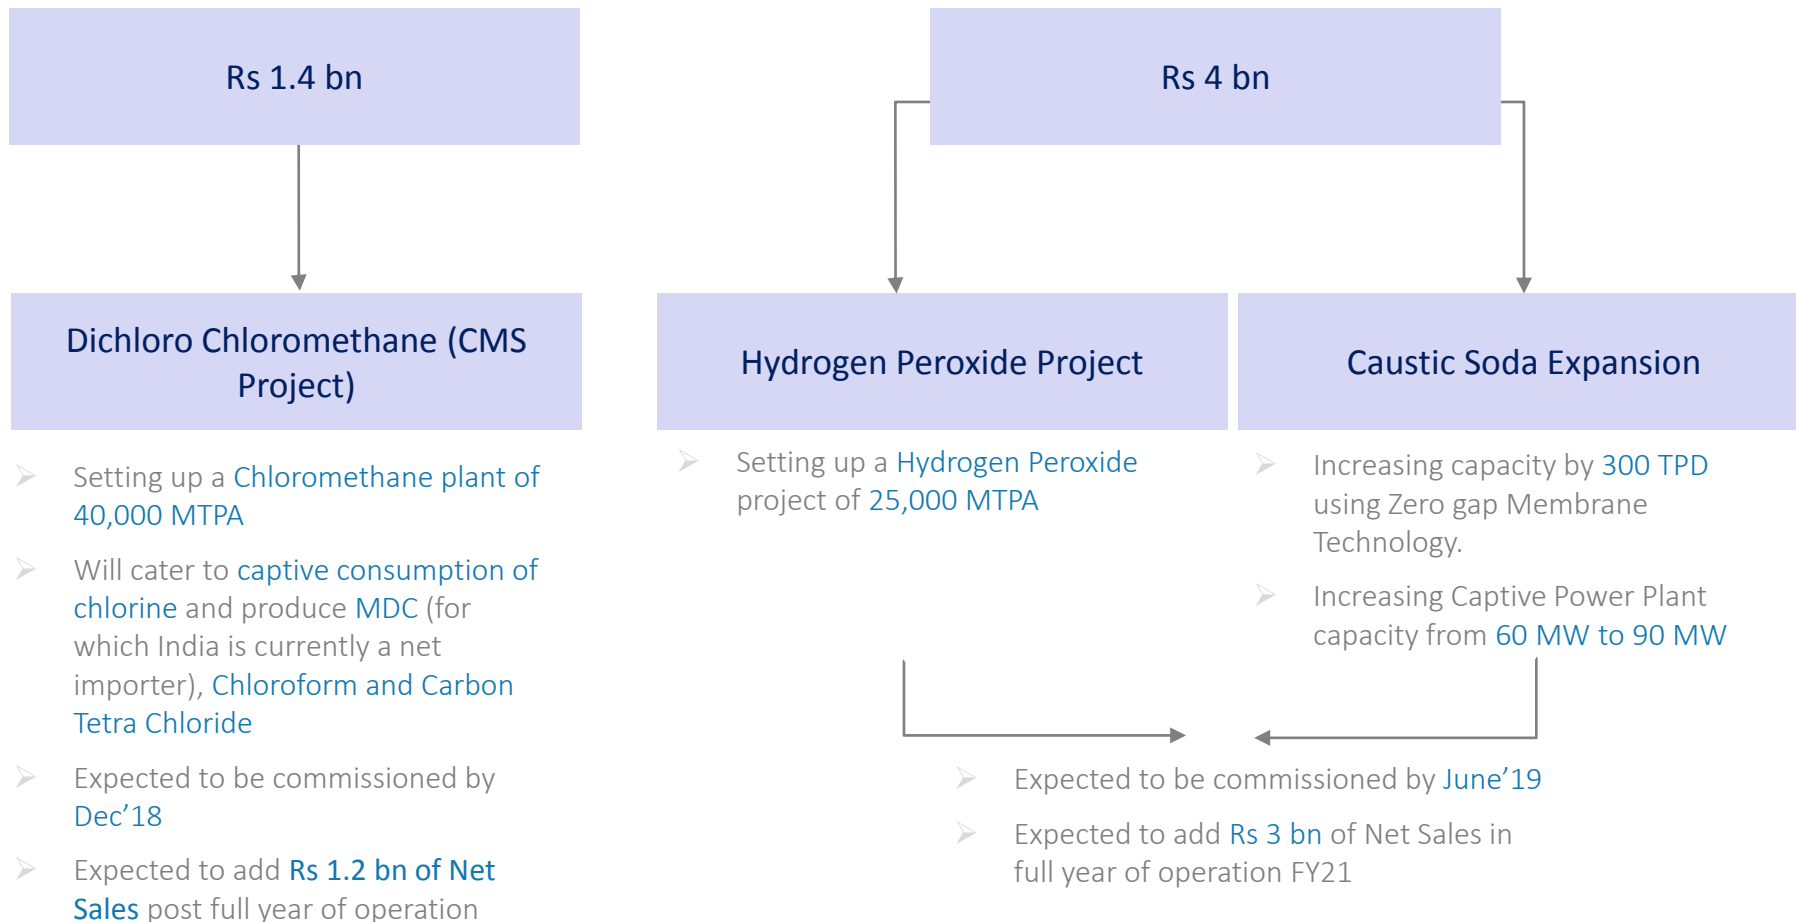 Rs 1.4 bn
Dichloro Chloromethane (CMS
Project)
Setting up a Chloromethane plant of
40,000 MTPA
Will cater to captive consumption of
chlorine and produce MDC (for
which India is currently a net
importer), Chloroform and Carbon
Tetra Chloride
Expected to be commissioned by
Dec’18
Expected to add Rs 1.2 bn of Net
Sales post full year of operation
Rs 4 bn
Hydrogen Peroxide Project
Setting up a Hydrogen Peroxide
project of 25,000 MTPA
Caustic Soda Expansion
Increasing capacity by 300 TPD
using Zero gap Membrane
Technology.
Increasing Captive Power Plant
capacity from 60 MW to 90 MW
Expected to be commissioned by June’19
Expected to add Rs 3 bn of Net Sales in
full year of operation FY21